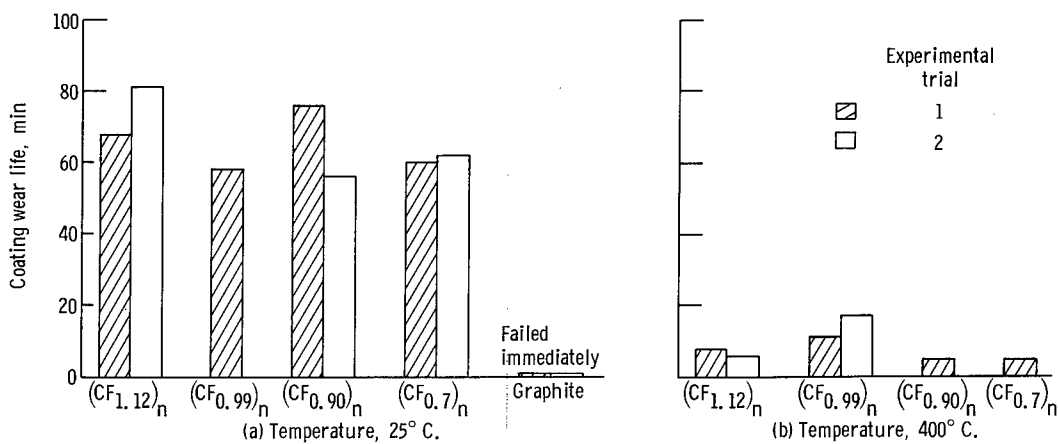 Coating wear life, min
100
80
60
40
20
0
Failed
immediately
(CF1.12)n
(CF0.99)n
(CF0.90)n
(CF0.7)n
Graphite
(a) Temperature, 25° C.
Experimental
trial
1
2
(CF1.12)n
(CF0.99)n
(CF0.90)n
(CF0.7)n
(b) Temperature, 400° C.